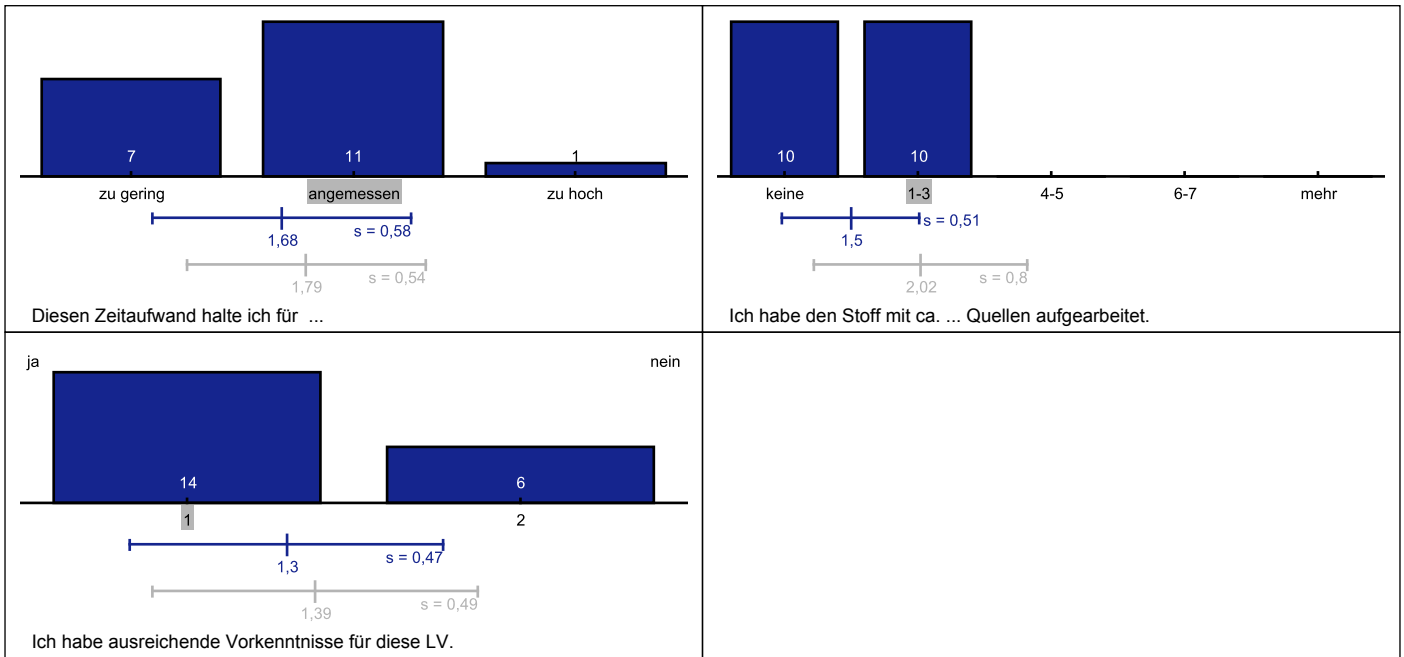 7 11 1
zu gering angemessen zu hoch
1,68 s = 0,58
1,79 s = 0,54
Diesen Zeitaufwand halte ich für ...
10 10
keine 1-3 4-5 6-7 mehr
1,5 s = 0,51
2,02 s = 0,8
Ich habe den Stoff mit ca. ... Quellen aufgearbeitet.
ja nein
14 6
1 2
1,3 s = 0,47
1,39 s = 0,49
Ich habe ausreichende Vorkenntnisse für diese LV.